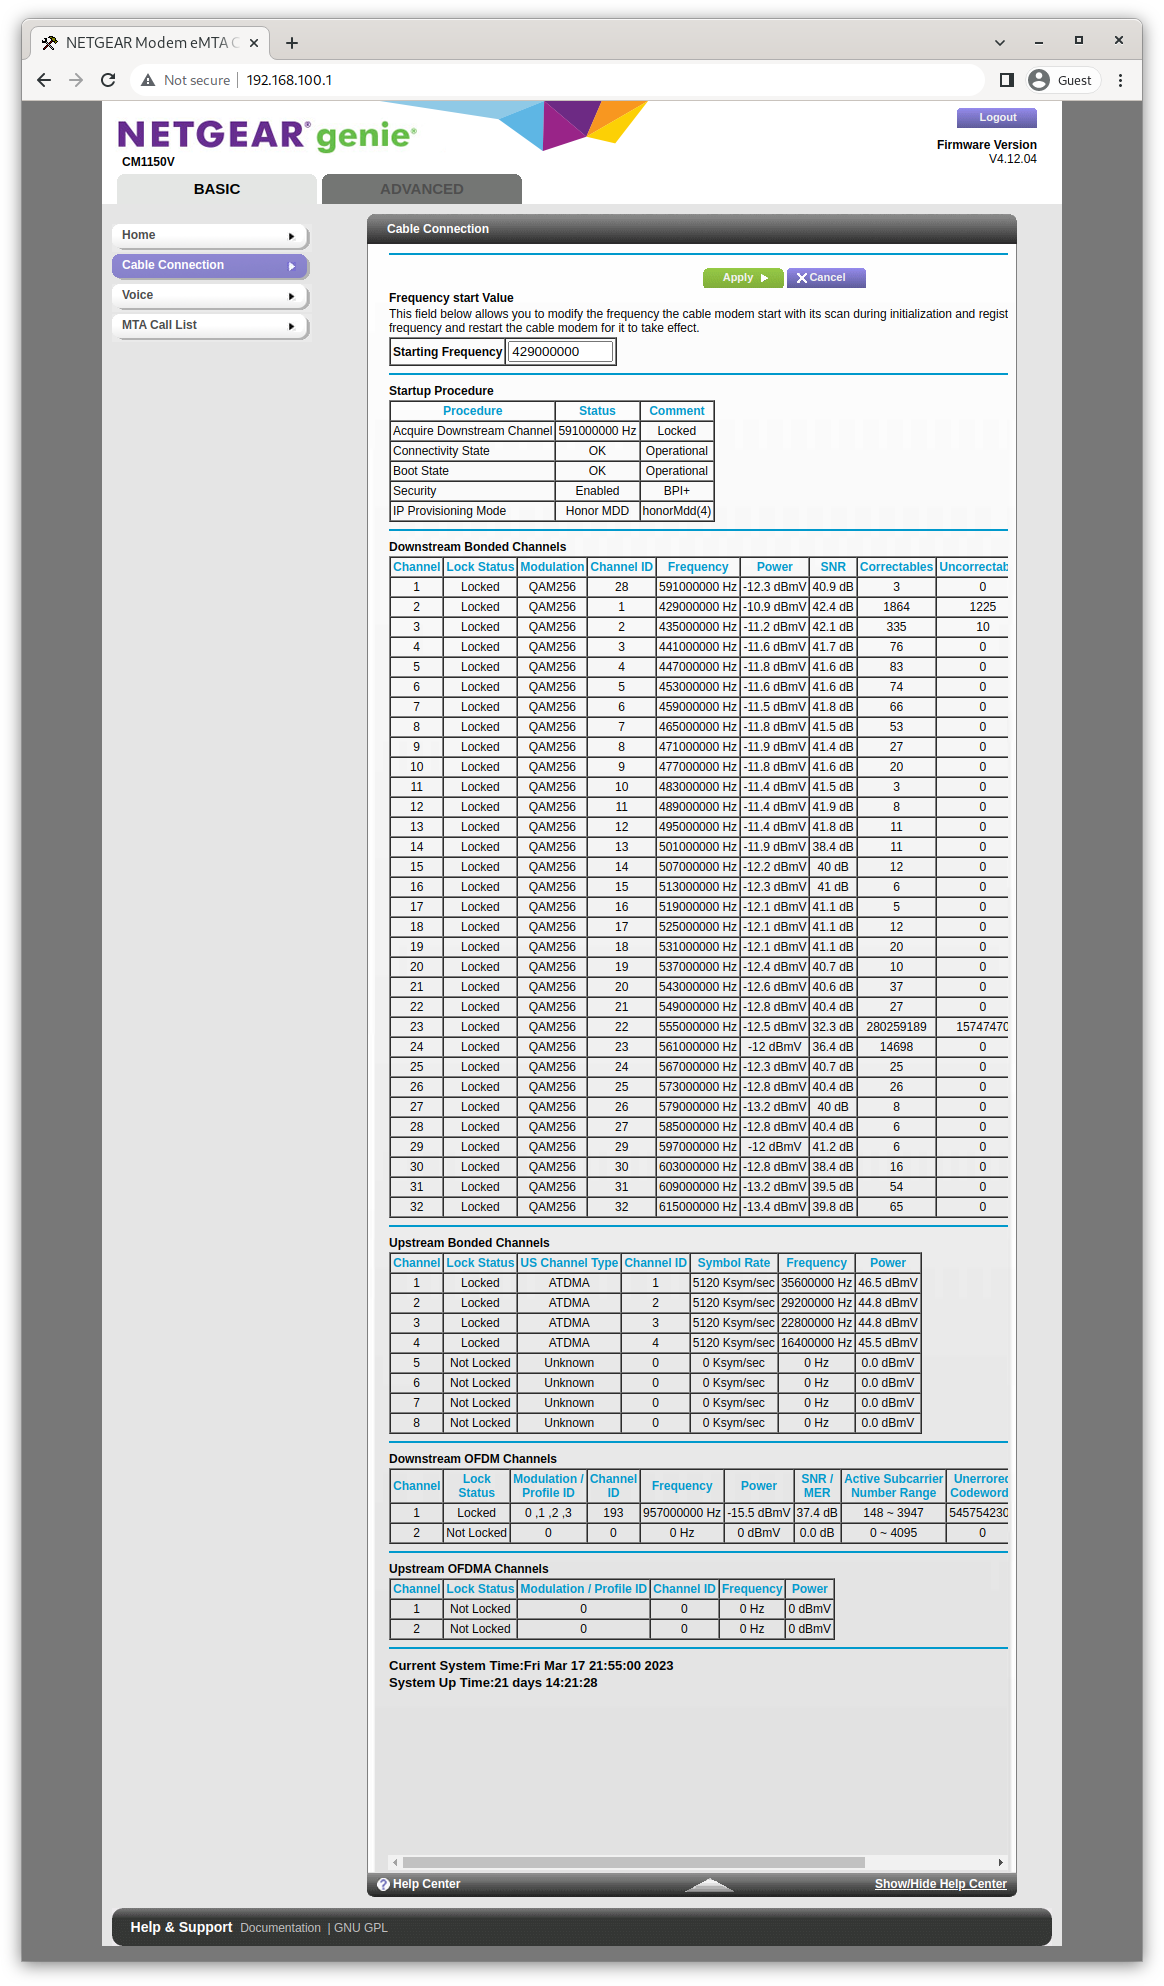 NETGEAR Modem eMTA
Not secure | 192.168.100.1
Guest
NETGEAR® genie®
Logout
CM1150V
Firmware Version
V4.12.04
BASIC ADVANCED
Home
Cable Connection
Voice
MTA Call List
Cable Connection
Apply Cancel
Frequency start Value
This field below allows you to modify the frequency the cable modem start with its scan during initialization and regist
frequency and restart the cable modem for it to take effect.
Starting Frequency 429000000
Startup Procedure
Procedure Status Comment
Acquire Downstream Channel 591000000 Hz Locked
Connectivity State OK Operational
Boot State OK Operational
Security Enabled BPI+
IP Provisioning Mode Honor MDD honorMdd(4)
Downstream Bonded Channels
Channel Lock Status Modulation Channel ID Frequency Power SNR Correctables Uncorrectab
1 Locked QAM256 28 591000000 Hz -12.3 dBmV 40.9 dB 3 0
2 Locked QAM256 1 429000000 Hz -10.9 dBmV 42.4 dB 1864 1225
3 Locked QAM256 2 435000000 Hz -11.2 dBmV 42.1 dB 335 10
4 Locked QAM256 3 441000000 Hz -11.6 dBmV 41.7 dB 76 0
5 Locked QAM256 4 447000000 Hz -11.8 dBmV 41.6 dB 83 0
6 Locked QAM256 5 453000000 Hz -11.6 dBmV 41.6 dB 74 0
7 Locked QAM256 6 459000000 Hz -11.5 dBmV 41.8 dB 66 0
8 Locked QAM256 7 465000000 Hz -11.8 dBmV 41.5 dB 53 0
9 Locked QAM256 8 471000000 Hz -11.9 dBmV 41.4 dB 27 0
10 Locked QAM256 9 477000000 Hz -11.8 dBmV 41.6 dB 20 0
11 Locked QAM256 10 483000000 Hz -11.4 dBmV 41.5 dB 3 0
12 Locked QAM256 11 489000000 Hz -11.4 dBmV 41.9 dB 8 0
13 Locked QAM256 12 495000000 Hz -11.4 dBmV 41.8 dB 11 0
14 Locked QAM256 13 501000000 Hz -11.9 dBmV 38.4 dB 11 0
15 Locked QAM256 14 507000000 Hz -12.2 dBmV 40 dB 12 0
16 Locked QAM256 15 513000000 Hz -12.3 dBmV 41 dB 6 0
17 Locked QAM256 16 519000000 Hz -12.1 dBmV 41.1 dB 5 0
18 Locked QAM256 17 525000000 Hz -12.1 dBmV 41.1 dB 12 0
19 Locked QAM256 18 531000000 Hz -12.1 dBmV 41.1 dB 20 0
20 Locked QAM256 19 537000000 Hz -12.4 dBmV 40.7 dB 10 0
21 Locked QAM256 20 543000000 Hz -12.6 dBmV 40.6 dB 37 0
22 Locked QAM256 21 549000000 Hz -12.8 dBmV 40.4 dB 27 0
23 Locked QAM256 22 555000000 Hz -12.5 dBmV 32.3 dB 280259189 15747470
24 Locked QAM256 23 561000000 Hz -12 dBmV 36.4 dB 14698 0
25 Locked QAM256 24 567000000 Hz -12.3 dBmV 40.7 dB 25 0
26 Locked QAM256 25 573000000 Hz -12.8 dBmV 40.4 dB 26 0
27 Locked QAM256 26 579000000 Hz -13.2 dBmV 40 dB 8 0
28 Locked QAM256 27 585000000 Hz -12.8 dBmV 40.4 dB 6 0
29 Locked QAM256 29 597000000 Hz -12 dBmV 41.2 dB 6 0
30 Locked QAM256 30 603000000 Hz -12.8 dBmV 38.4 dB 16 0
31 Locked QAM256 31 609000000 Hz -13.2 dBmV 39.5 dB 54 0
32 Locked QAM256 32 615000000 Hz -13.4 dBmV 39.8 dB 65 0
Upstream Bonded Channels
Channel Lock Status US Channel Type Channel ID Symbol Rate Frequency Power
1 Locked ATDMA 1 5120 Ksym/sec 35600000 Hz 46.5 dBmV
2 Locked ATDMA 2 5120 Ksym/sec 29200000 Hz 44.8 dBmV
3 Locked ATDMA 3 5120 Ksym/sec 22800000 Hz 44.8 dBmV
4 Locked ATDMA 4 5120 Ksym/sec 16400000 Hz 45.5 dBmV
5 Not Locked Unknown 0 0 Ksym/sec 0 Hz 0.0 dBmV
6 Not Locked Unknown 0 0 Ksym/sec 0 Hz 0.0 dBmV
7 Not Locked Unknown 0 0 Ksym/sec 0 Hz 0.0 dBmV
8 Not Locked Unknown 0 0 Ksym/sec 0 Hz 0.0 dBmV
Downstream OFDM Channels
Channel Lock Status Modulation / Profile ID Channel ID Frequency Power SNR / MER Active Subcarrier Number Range Unerrored Codeword
1 Locked 0 ,1 ,2 ,3 193 957000000 Hz -15.5 dBmV 37.4 dB 148 ~ 3947 545754230
2 Not Locked 0 0 0 Hz 0 dBmV 0.0 dB 0 ~ 4095 0
Upstream OFDMA Channels
Channel Lock Status Modulation / Profile ID Channel ID Frequency Power
1 Not Locked 0 0 0 Hz 0 dBmV
2 Not Locked 0 0 0 Hz 0 dBmV
Current System Time:Fri Mar 17 21:55:00 2023
System Up Time:21 days 14:21:28
Help Center Show/Hide Help Center
Help & Support Documentation | GNU GPL